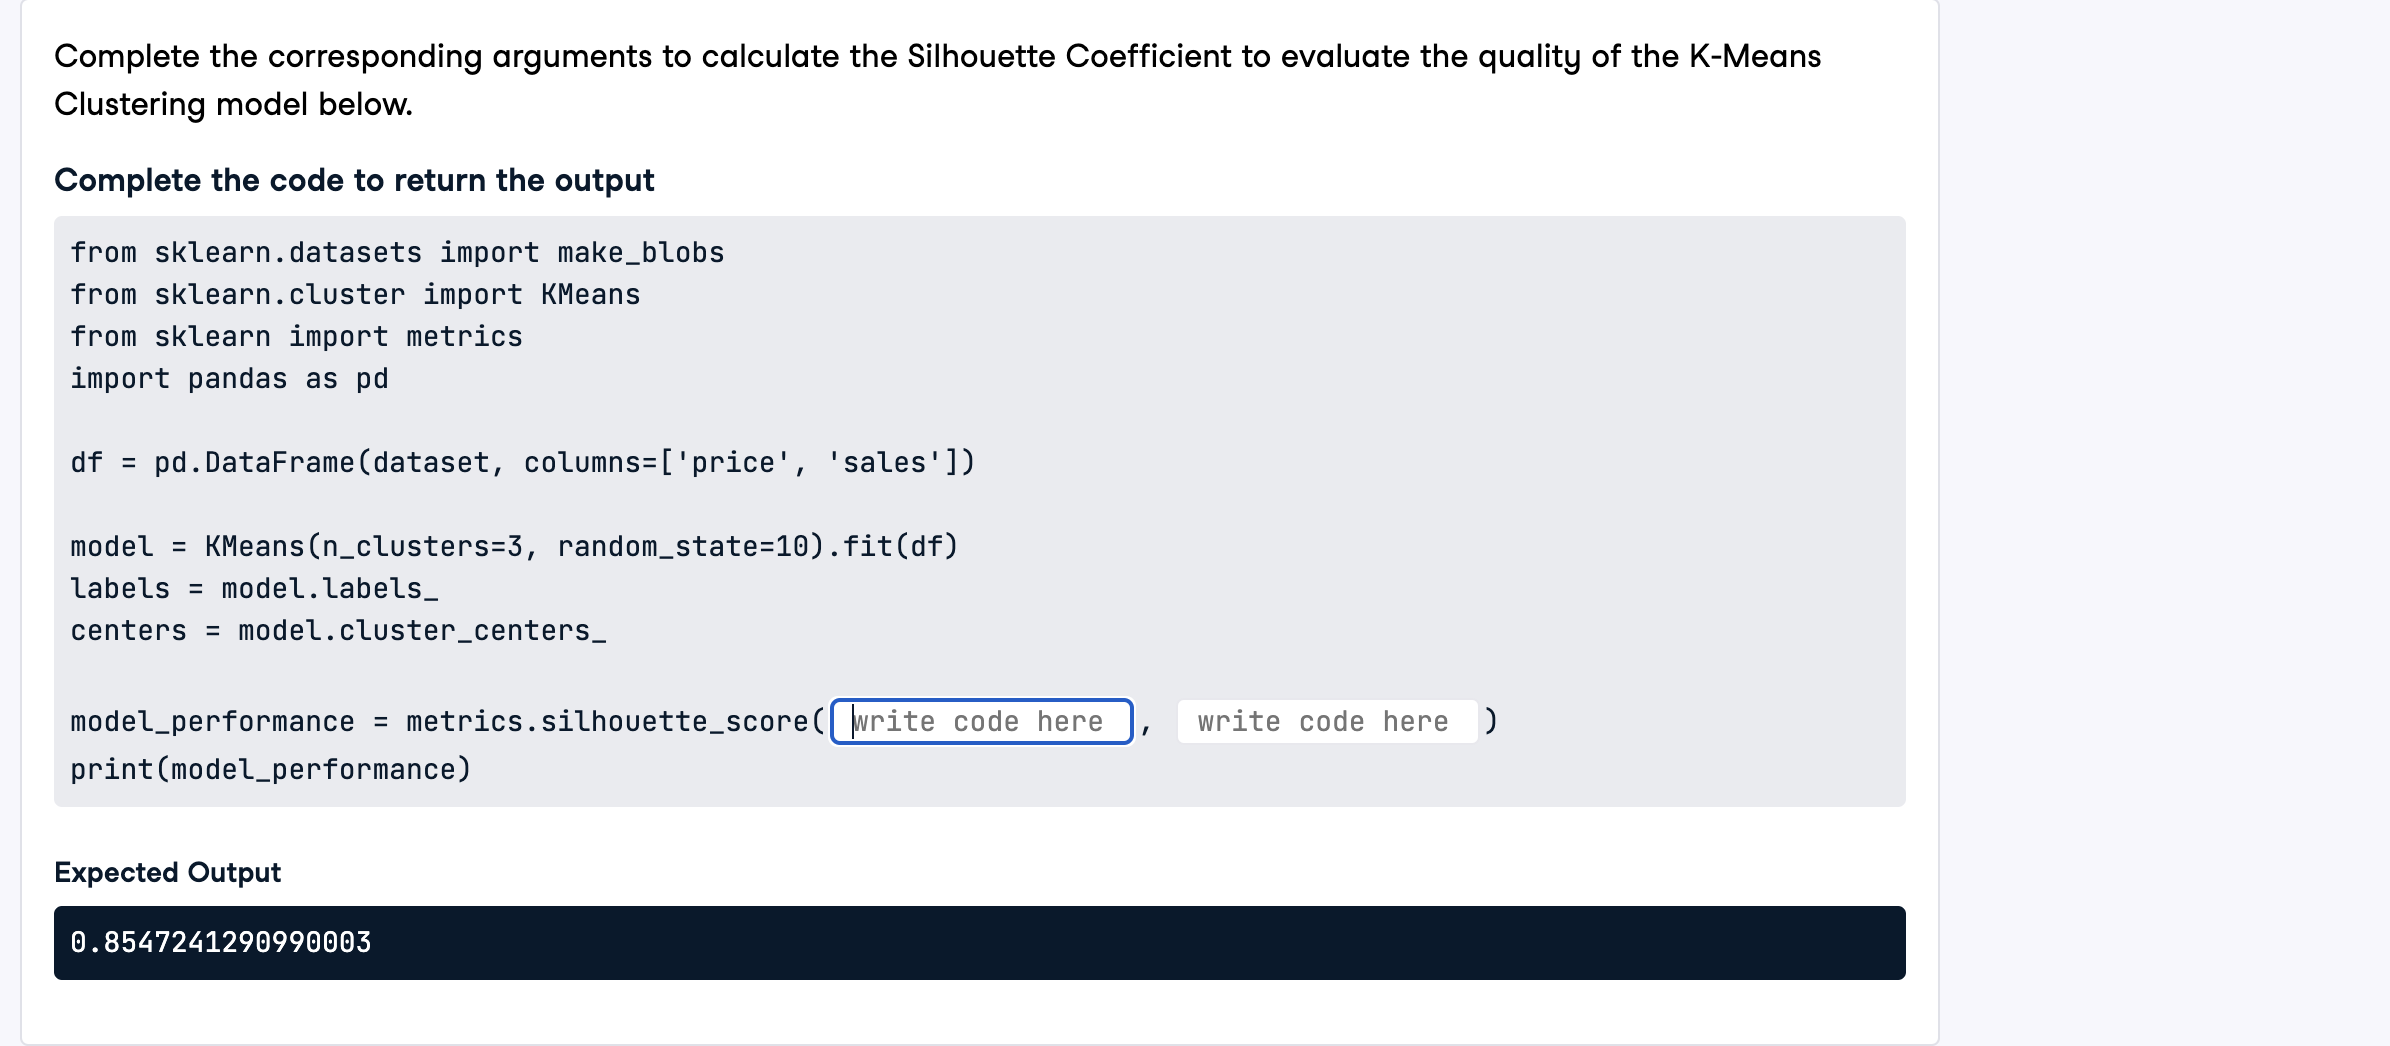 Complete the corresponding arguments to calculate the Silhouette Coefficient to evaluate the quality of the K-Means
Clustering model below.
Complete the code to return the output
from sklearn.datasets import make_blobs
from sklearn.cluster import KMeans
from sklearn import metrics
import pandas as pd
df = pd.DataFrame(dataset, columns=['price', 'sales'])
model = KMeans(n_clusters=3, random_state=10).fit(df)
labels = model.labels_
centers = model.cluster_centers_
model_performance = metrics.silhouette_score( write code here , write code here )
print(model_performance)
Expected Output
0.8547241290990003